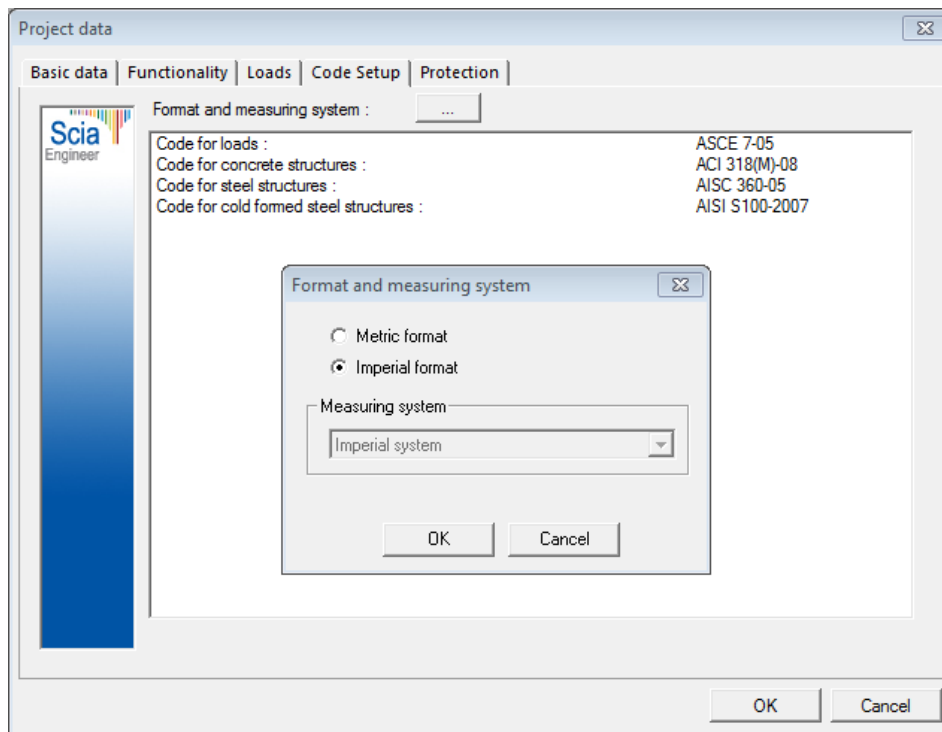 Project data
Basic data Functionality Loads Code Setup Protection
Scia
Engineer
Format and measuring system : ...
Code for loads : ASCE 7-05
Code for concrete structures : ACI 318(M)-08
Code for steel structures : AISC 360-05
Code for cold formed steel structures : AISI S100-2007
Format and measuring system
Metric format
Imperial format
Measuring system
Imperial system
OK Cancel
OK Cancel